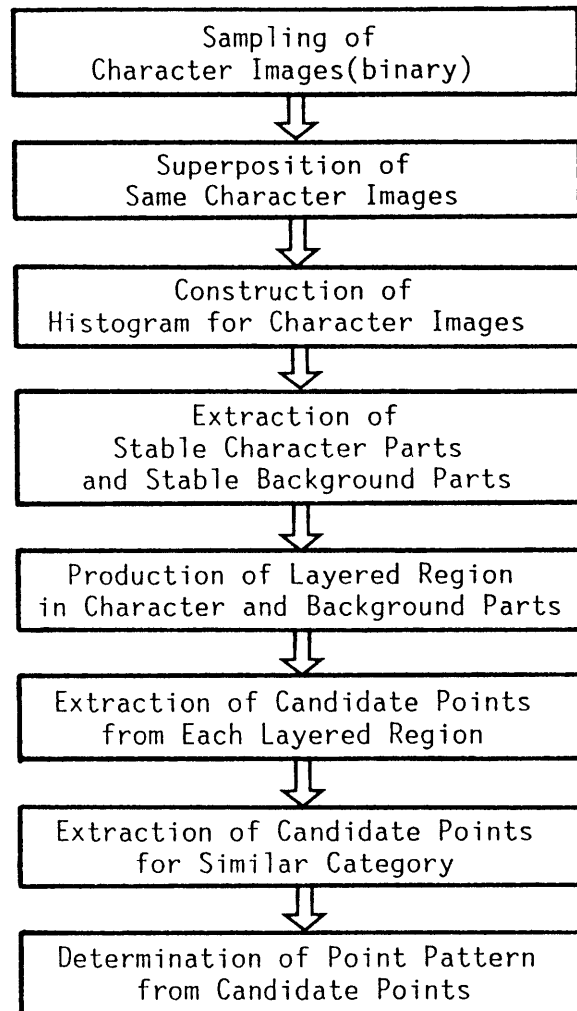 Sampling of
Character Images(binary)
Superposition of
Same Character Images
Construction of
Histogram for Character Images
Extraction of
Stable Character Parts
and Stable Background Parts
Production of Layered Region
in Character and Background Parts
Extraction of Candidate Points
from Each Layered Region
Extraction of Candidate Points
for Similar Category
Determination of Point Pattern
from Candidate Points